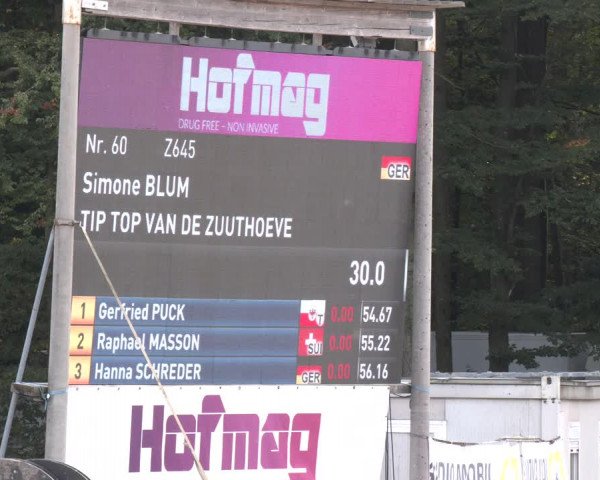 Hofmag
DRUG FREE - NON INVASIVE
Nr. 60 Z645
GER
Simone BLUM
TIP TOP VAN DE ZUUTHOEVE
30.0
1 Gerfried PUCK T 0.00 54.67
2 Raphael MASSON SUI 0.00 55.22
3 Hanna SCHREDER GER 0.00 56.16
Hofmag